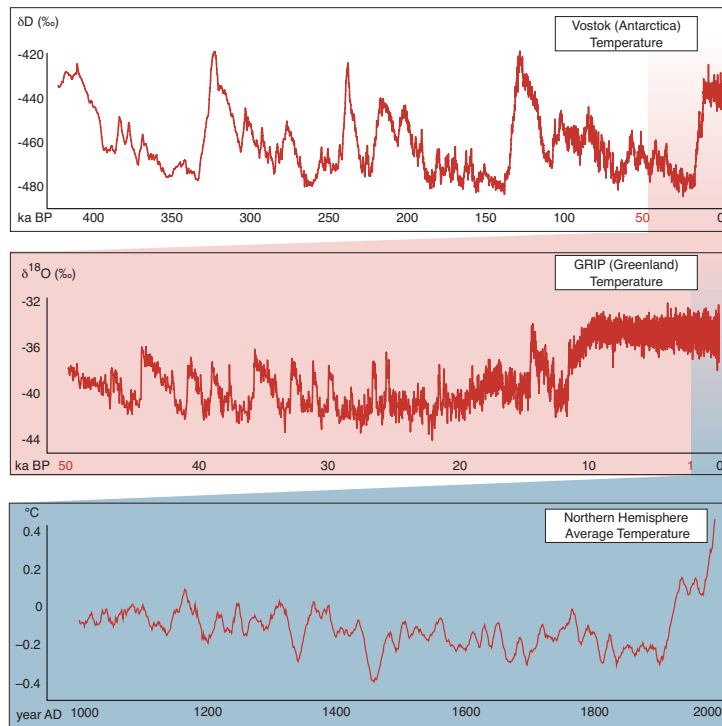 δD (‰)
Vostok (Antarctica)
Temperature
-420
-440
-460
-480
ka BP 400 350 300 250 200 150 100 50 0
δ¹⁸O (‰)
GRIP (Greenland)
Temperature
-32
-36
-40
-44
ka BP 50 40 30 20 10 1 0
°C
Northern Hemisphere
Average Temperature
0.4
0.2
0
−0.2
−0.4
year AD 1000 1200 1400 1600 1800 2000